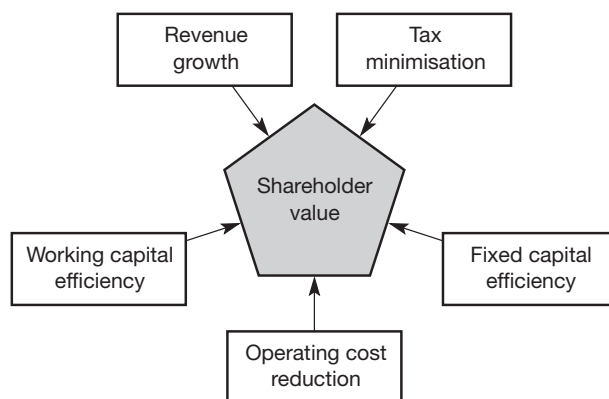 Revenue
growth
Tax
minimisation
Shareholder
value
Working capital
efficiency
Fixed capital
efficiency
Operating cost
reduction